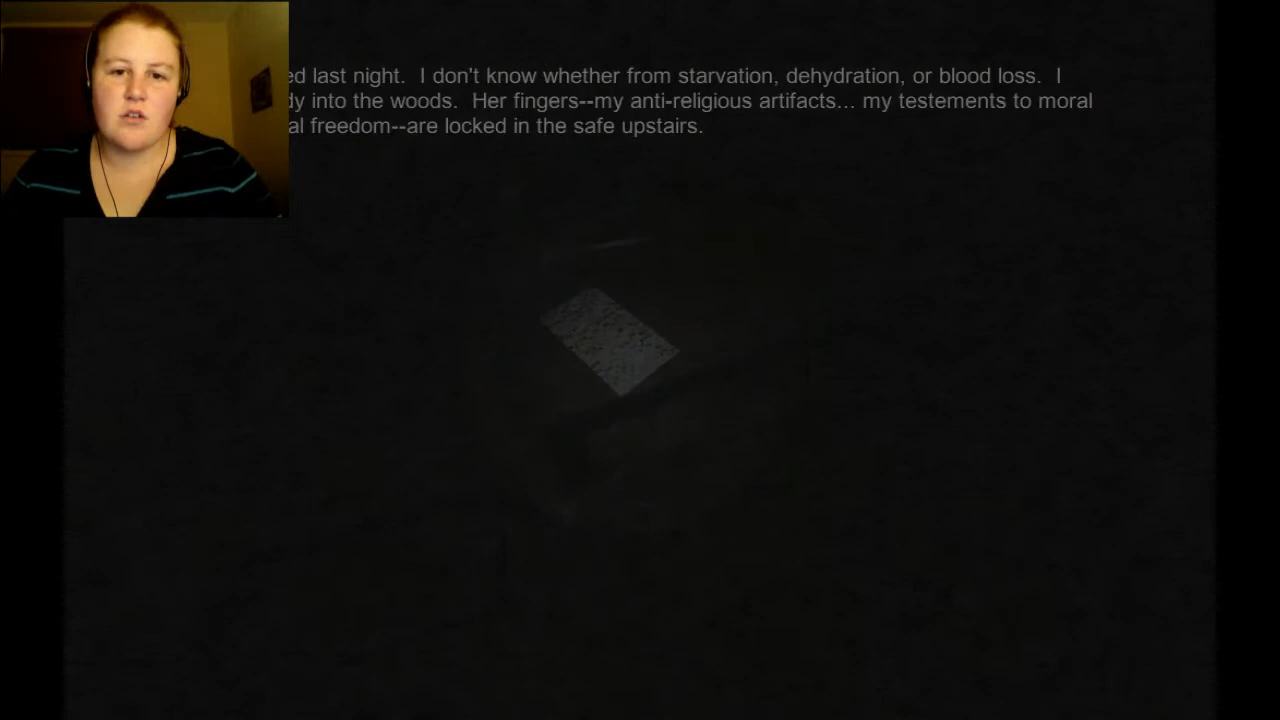 ed last night.  I don't know whether from starvation, dehydration, or blood loss.  I
dy into the woods.  Her fingers--my anti-religious artifacts... my testements to moral
al freedom--are locked in the safe upstairs.